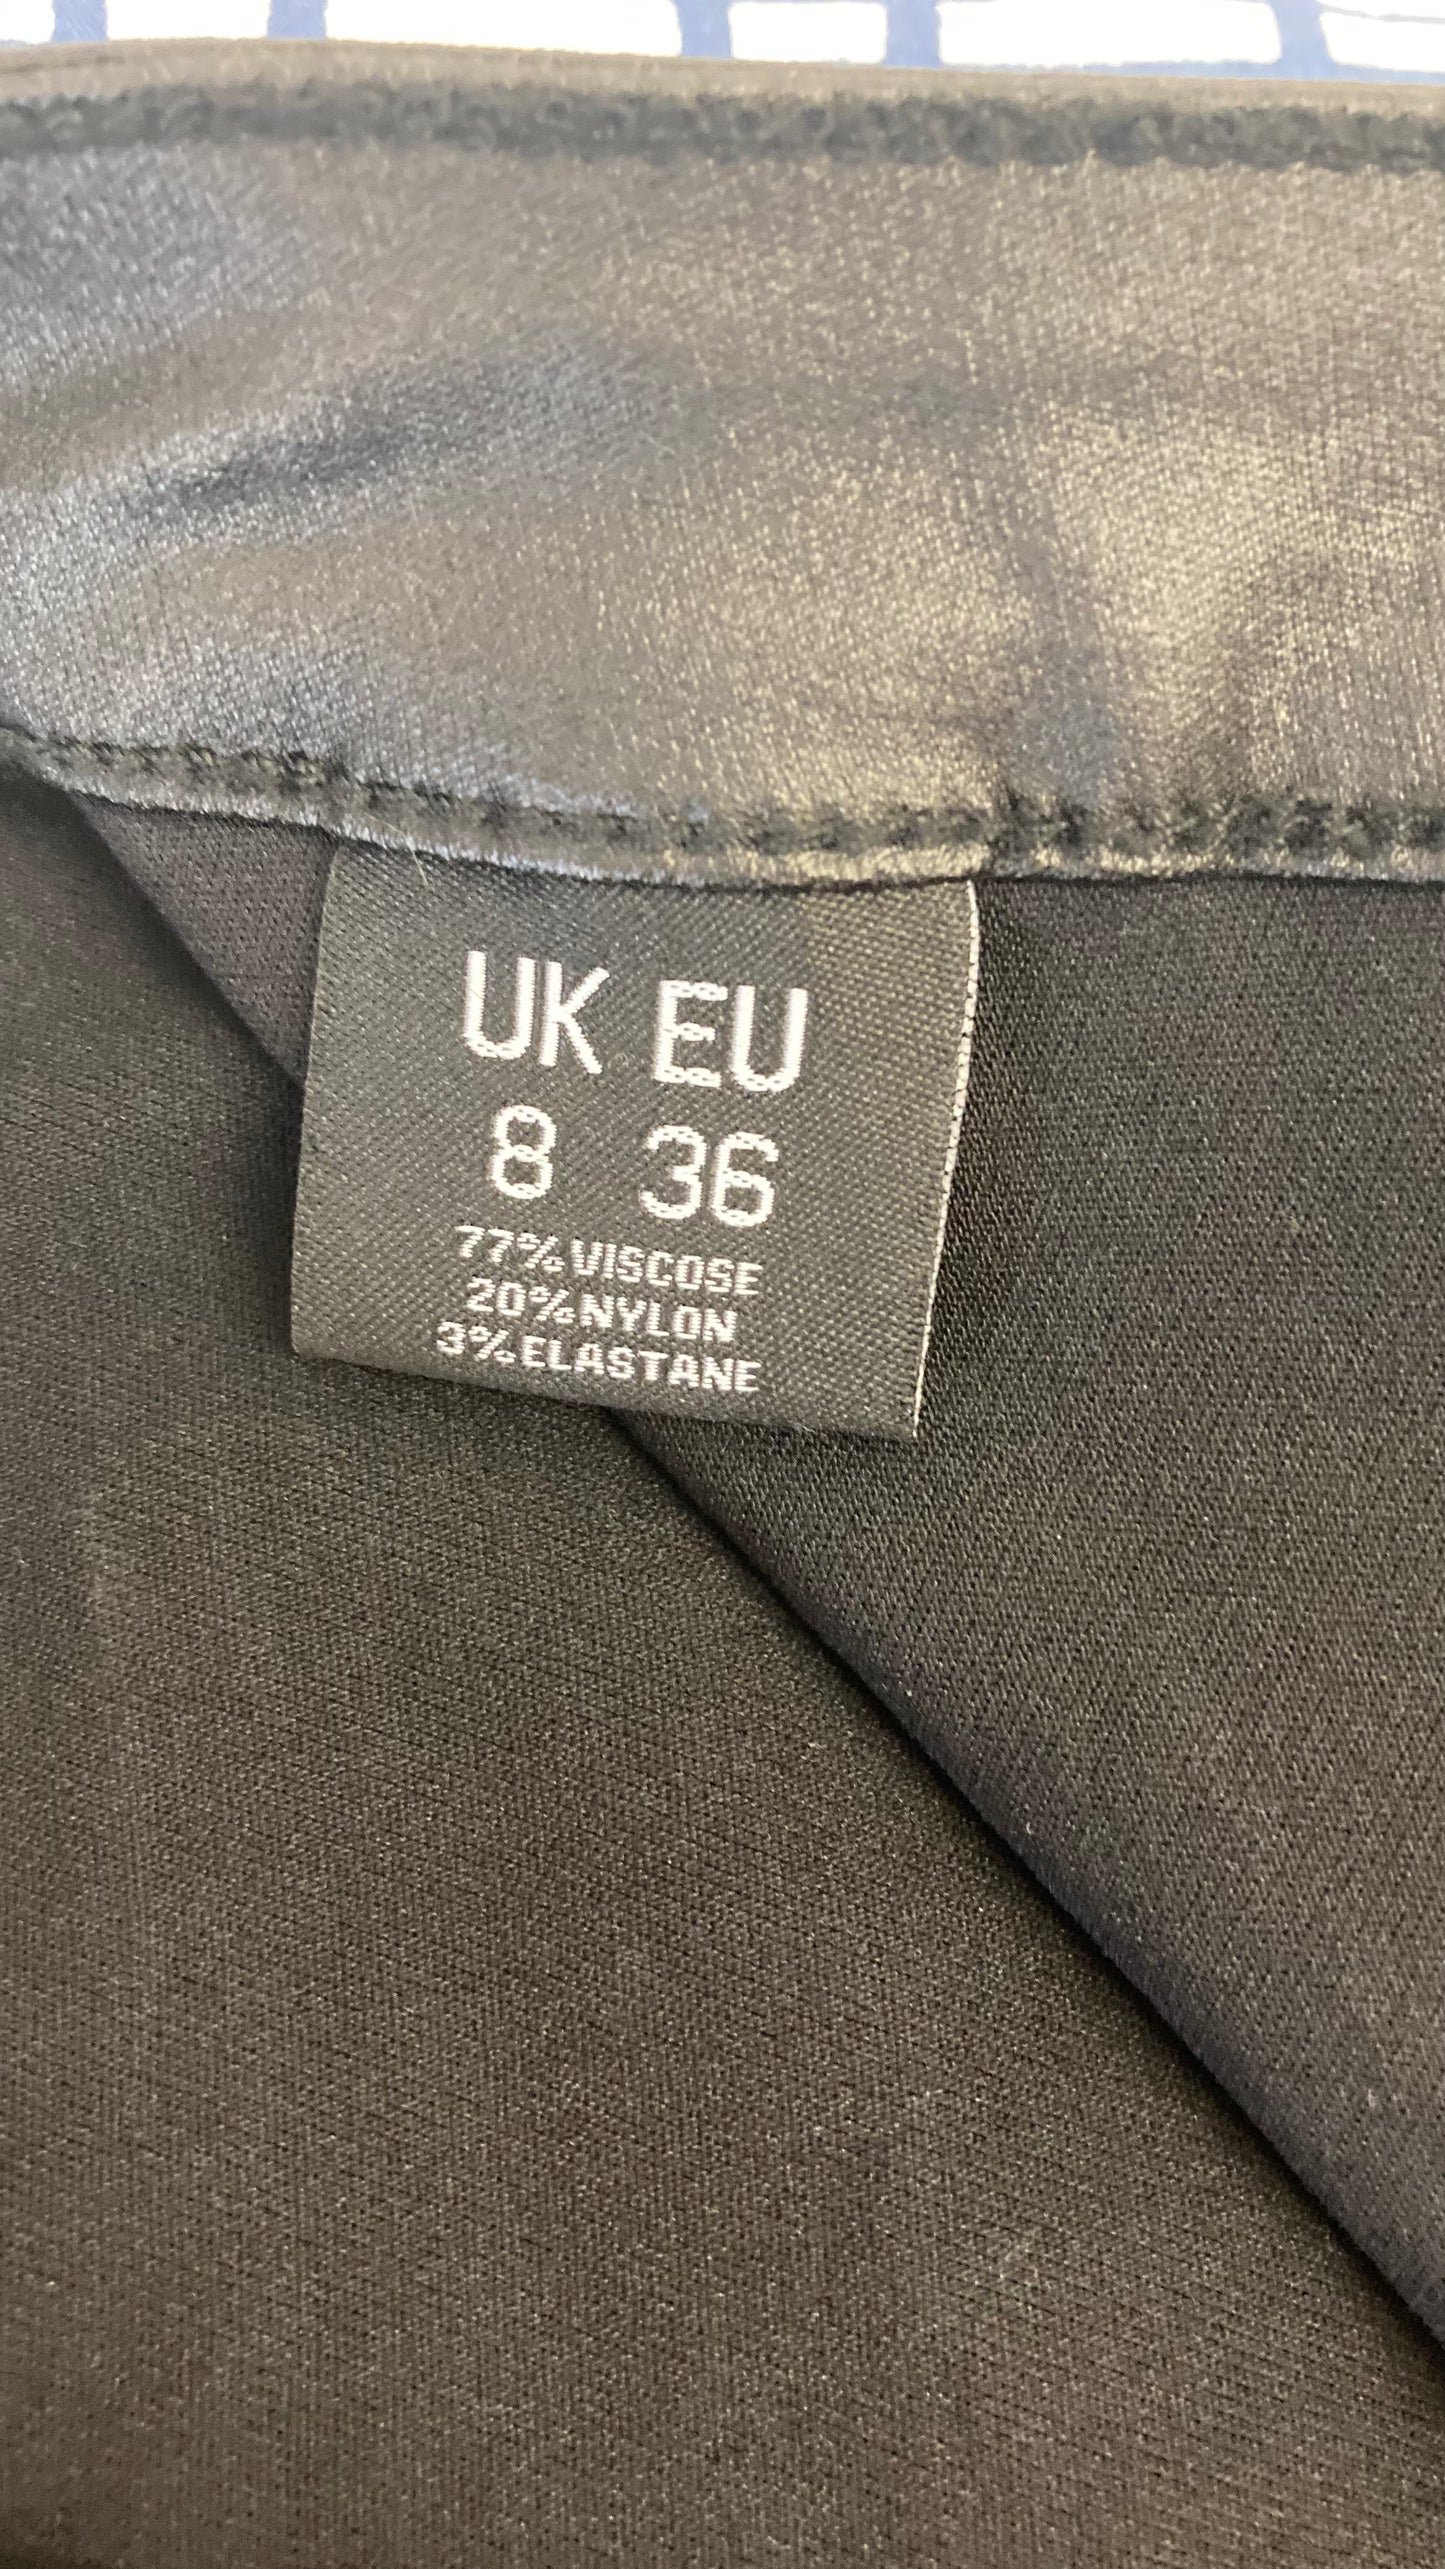 UK EU
8 36
77%VISCOSE
20%NYLON
3%ELASTANE